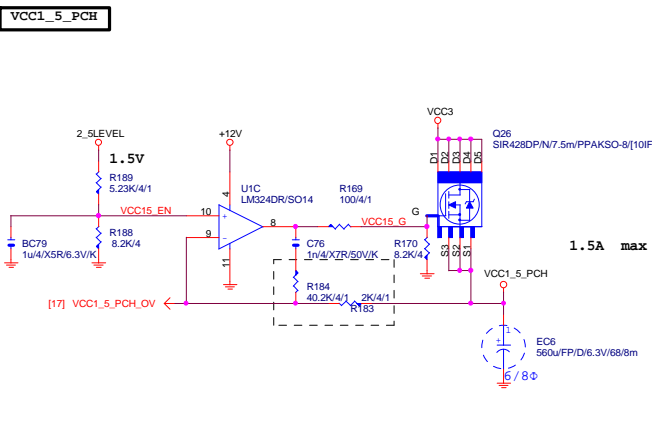 VCC1_5_PCH
VCC3
2_5LEVEL
+12V
Q26
SIR428DP/N/7.5m/PPAKSO-8/[10IF
D1
D2
D3
D4
D5
1.5V
R189
5.23K/4/1
U1C
LM324DR/SO14
R169
100/4/1
4
VCC15_EN
10
+
8
VCC15_G
G
9
−
R188
8.2K/4
BC79
1u/4/X5R/6.3V/K
11
C76
1n/4/X7R/50V/K
R170
8.2K/4
S3
S2
S1
1.5A max
VCC1_5_PCH
R184
40.2K/4/1
2K/4/1
R183
[17] VCC1_5_PCH_OV
1
+
EC6
560u/FP/D/6.3V/68/8m
6/8Φ